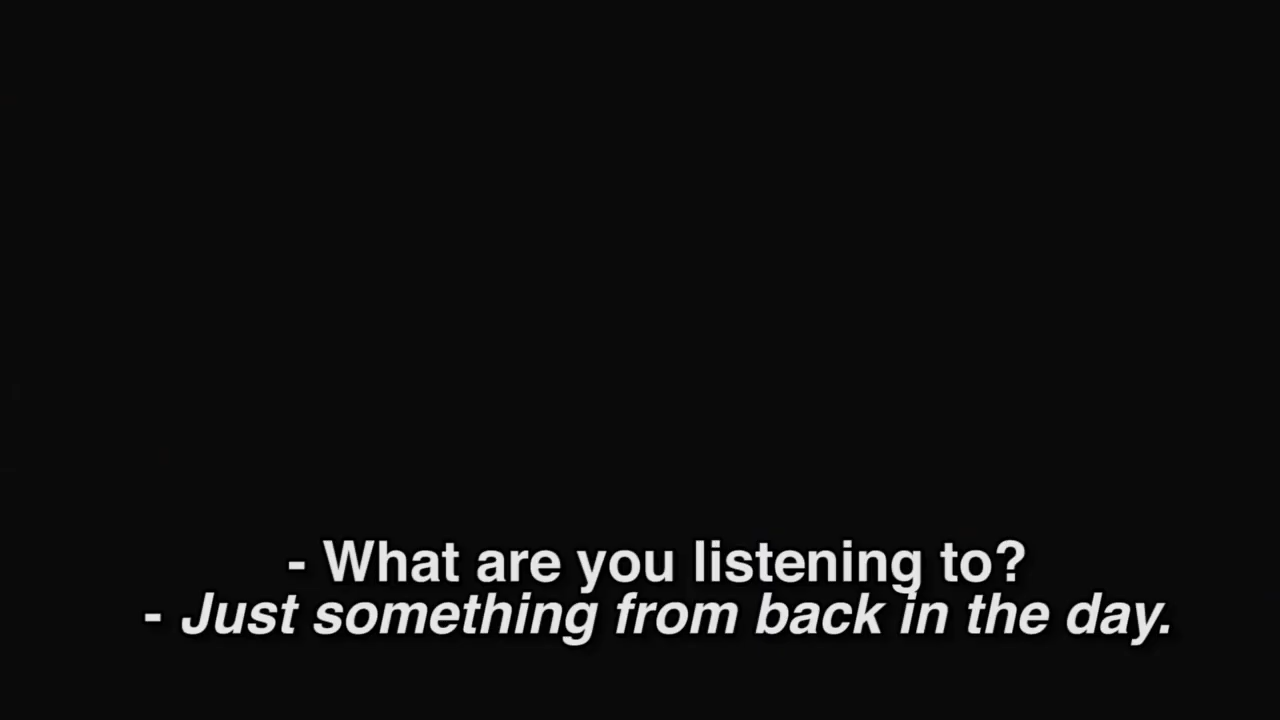 - What are you listening to?
- Just something from back in the day.